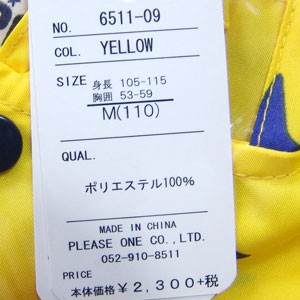 NO. 6511-09
COL. YELLOW
SIZE 身長 105-115
胸囲 53-59
M(110)
QUAL.
ポリエステル100%
MADE IN CHINA
PLEASE ONE CO.,LTD.
052-910-8511
PRICE
本体価格¥2,300+税